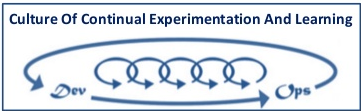 Culture Of Continual Experimentation And Learning
Dev Ops